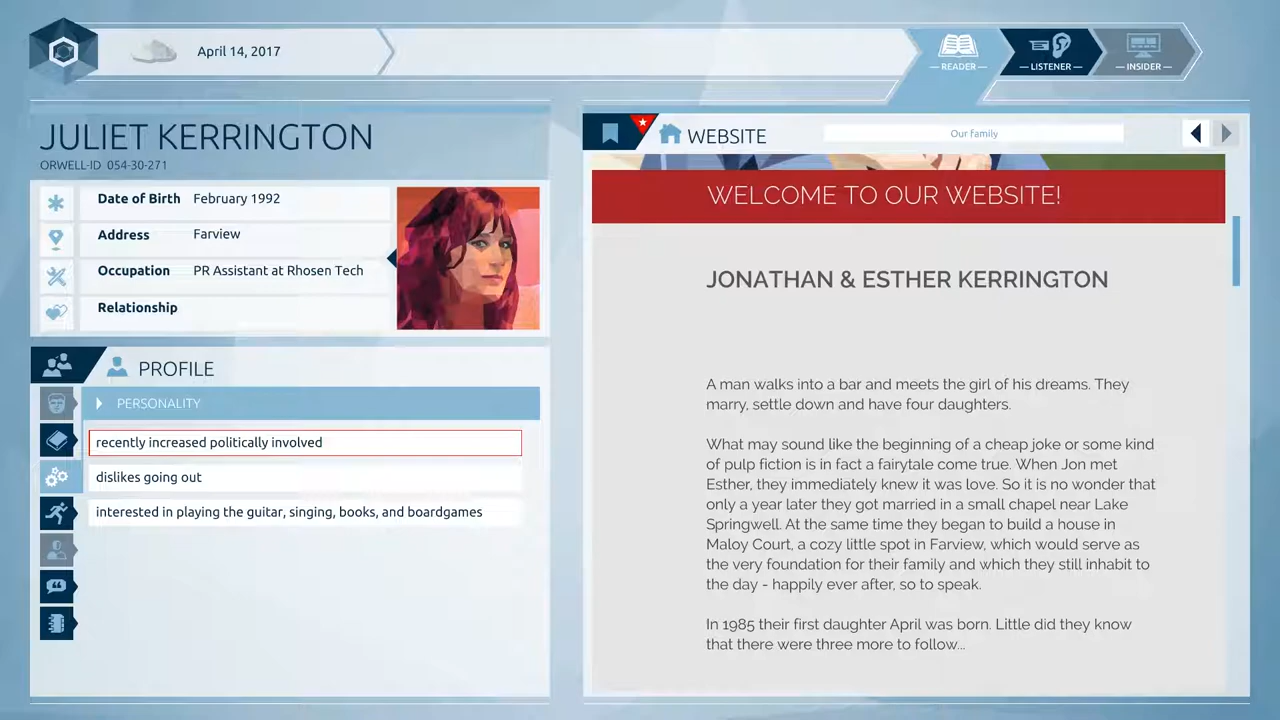 April 14, 2017
— READER —
— LISTENER —
— INSIDER —
JULIET KERRINGTON
ORWELL-ID 054-30-271
Date of Birth February 1992
Address Farview
Occupation PR Assistant at Rhosen Tech
Relationship
PROFILE
PERSONALITY
recently increased politically involved
dislikes going out
interested in playing the guitar, singing, books, and boardgames
WEBSITE
Our family
WELCOME TO OUR WEBSITE!
JONATHAN & ESTHER KERRINGTON
A man walks into a bar and meets the girl of his dreams. They
marry, settle down and have four daughters.
What may sound like the beginning of a cheap joke or some kind
of pulp fiction is in fact a fairytale come true. When Jon met
Esther, they immediately knew it was love. So it is no wonder that
only a year later they got married in a small chapel near Lake
Springwell. At the same time they began to build a house in
Maloy Court, a cozy little spot in Farview, which would serve as
the very foundation for their family and which they still inhabit to
the day - happily ever after, so to speak.
In 1985 their first daughter April was born. Little did they know
that there were three more to follow...